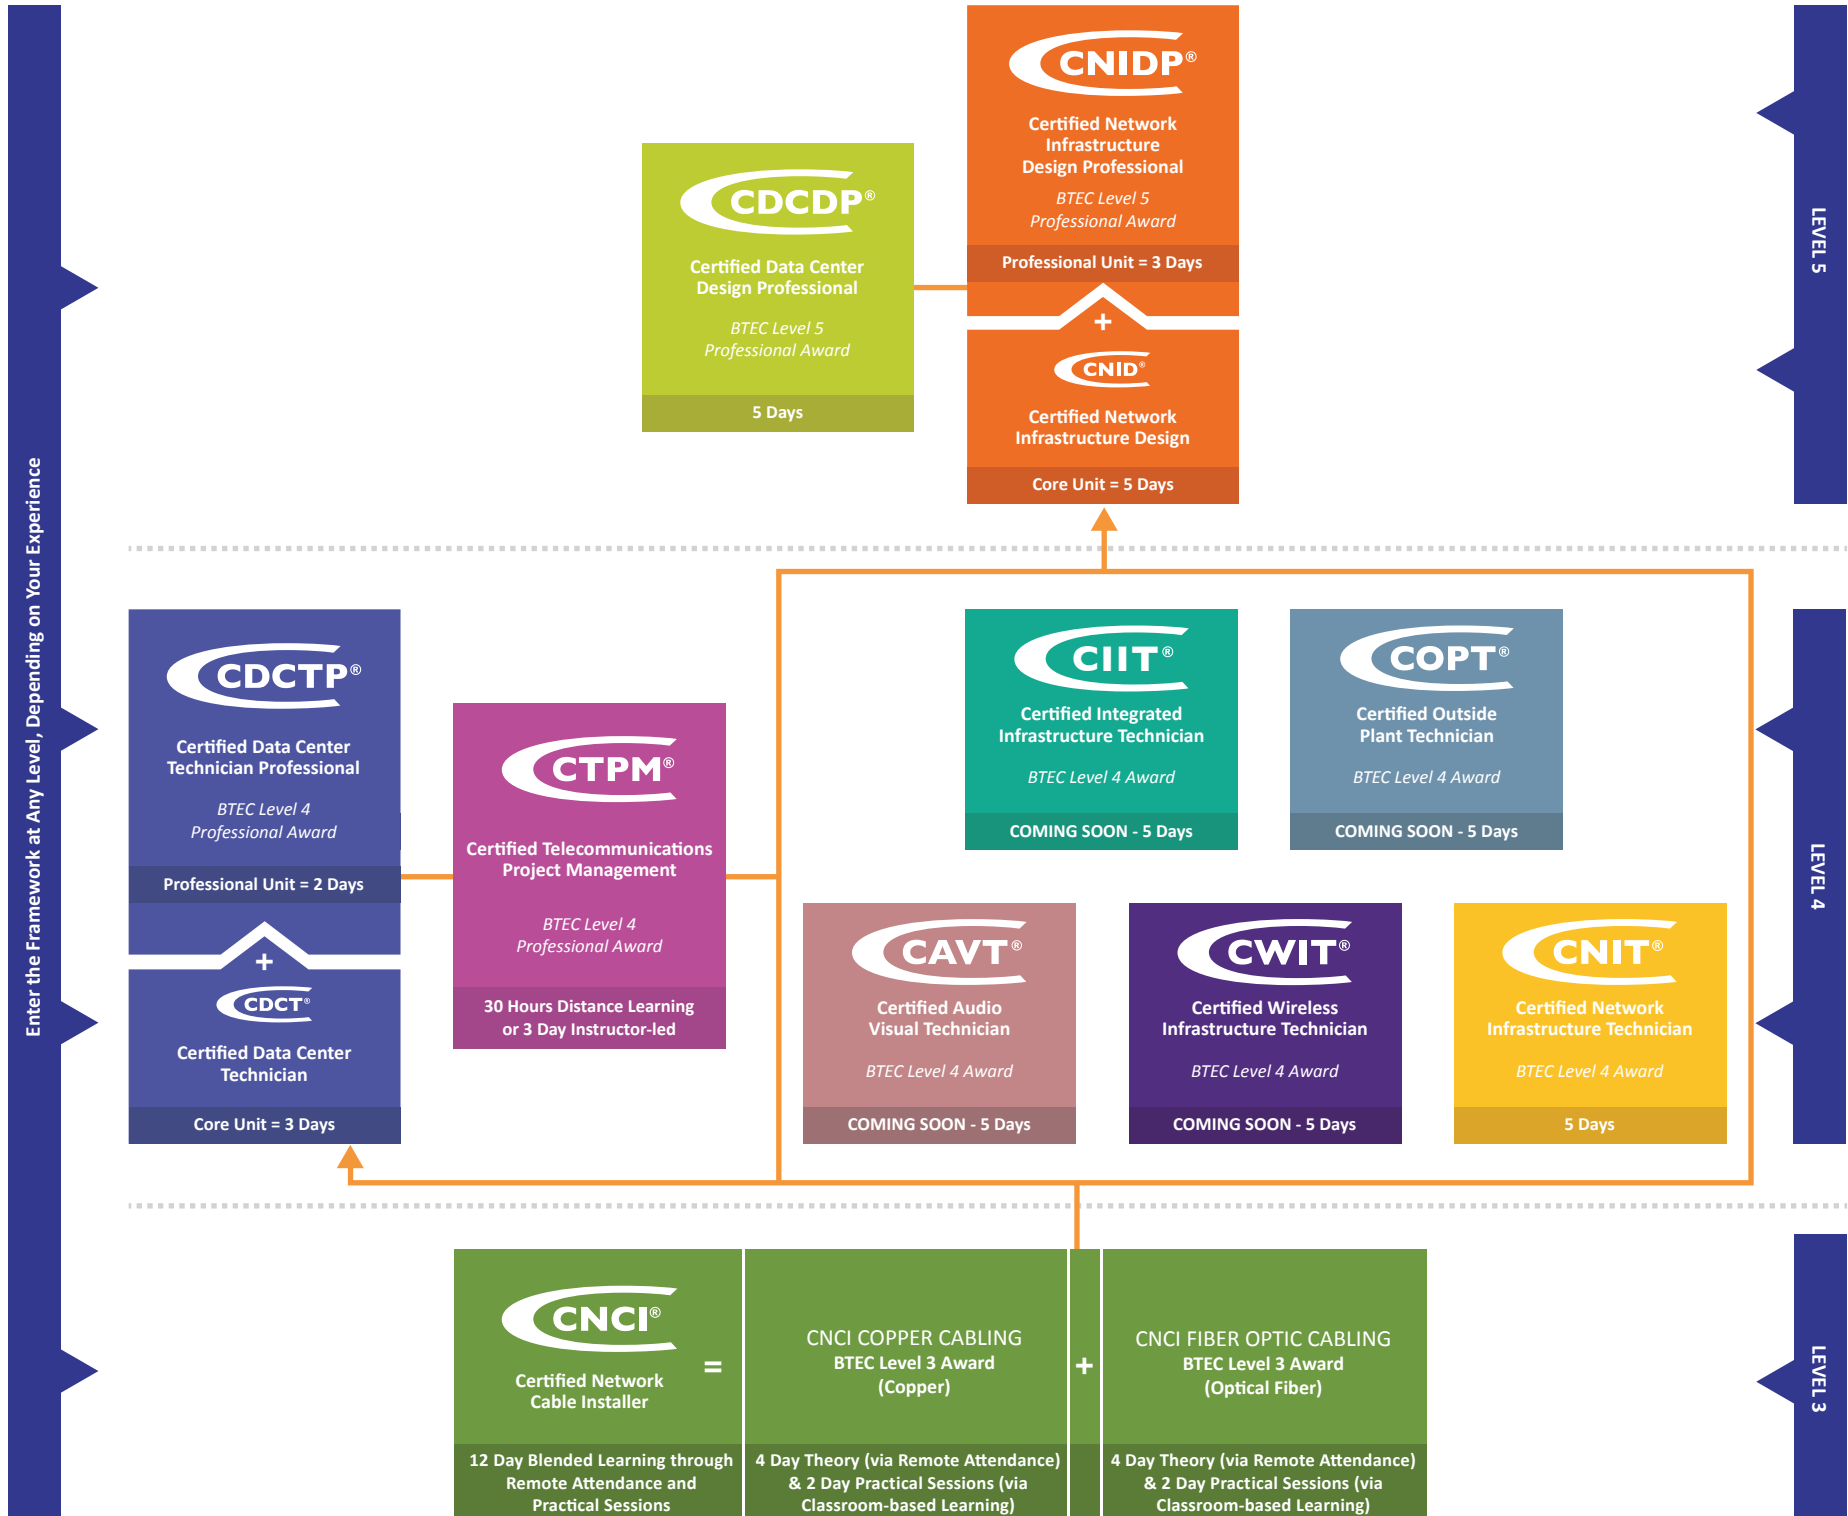 Enter the Framework at Any Level, Depending on Your Experience
CNIDP®
Certified Network
Infrastructure
Design Professional
BTEC Level 5
Professional Award
Professional Unit = 3 Days
+
CNID®
Certified Network
Infrastructure Design
Core Unit = 5 Days
CDCDP®
Certified Data Center
Design Professional
BTEC Level 5
Professional Award
5 Days
LEVEL 5
CDCTP®
Certified Data Center
Technician Professional
BTEC Level 4
Professional Award
Professional Unit = 2 Days
+
CDCT®
Certified Data Center
Technician
Core Unit = 3 Days
CTPM®
Certified Telecommunications
Project Management
BTEC Level 4
Professional Award
30 Hours Distance Learning
or 3 Day Instructor-led
CIIT®
Certified Integrated
Infrastructure Technician
BTEC Level 4 Award
COMING SOON - 5 Days
COPT®
Certified Outside
Plant Technician
BTEC Level 4 Award
COMING SOON - 5 Days
CAVT®
Certified Audio
Visual Technician
BTEC Level 4 Award
COMING SOON - 5 Days
CWIT®
Certified Wireless
Infrastructure Technician
BTEC Level 4 Award
COMING SOON - 5 Days
CNIT®
Certified Network
Infrastructure Technician
BTEC Level 4 Award
5 Days
LEVEL 4
CNCI®
Certified Network
Cable Installer
12 Day Blended Learning through
Remote Attendance and
Practical Sessions
=
CNCI COPPER CABLING
BTEC Level 3 Award
(Copper)
4 Day Theory (via Remote Attendance)
& 2 Day Practical Sessions (via
Classroom-based Learning)
+
CNCI FIBER OPTIC CABLING
BTEC Level 3 Award
(Optical Fiber)
4 Day Theory (via Remote Attendance)
& 2 Day Practical Sessions (via
Classroom-based Learning)
LEVEL 3